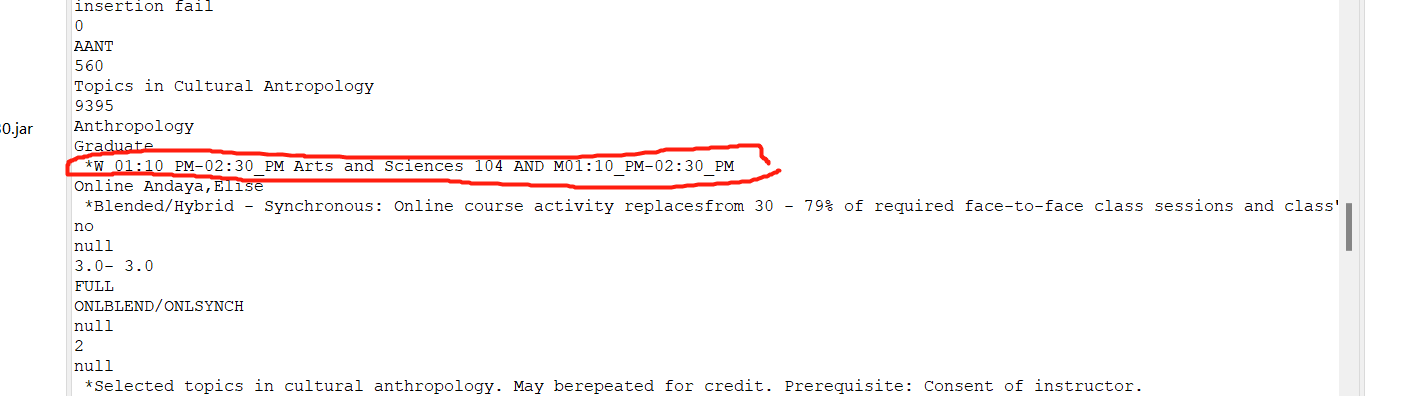 insertion fail
0
AANT
560
Topics in Cultural Antropology
9395
0.jar
Anthropology
Graduate
*W 01:10_PM-02:30_PM Arts and Sciences 104 AND M01:10_PM-02:30_PM
Online Andaya,Elise
*Blended/Hybrid - Synchronous: Online course activity replacesfrom 30 - 79% of required face-to-face class sessions and class'
no
null
3.0- 3.0
FULL
ONLBLEND/ONLSYNCH
null
2
null
*Selected topics in cultural anthropology. May berepeated for credit. Prerequisite: Consent of instructor.